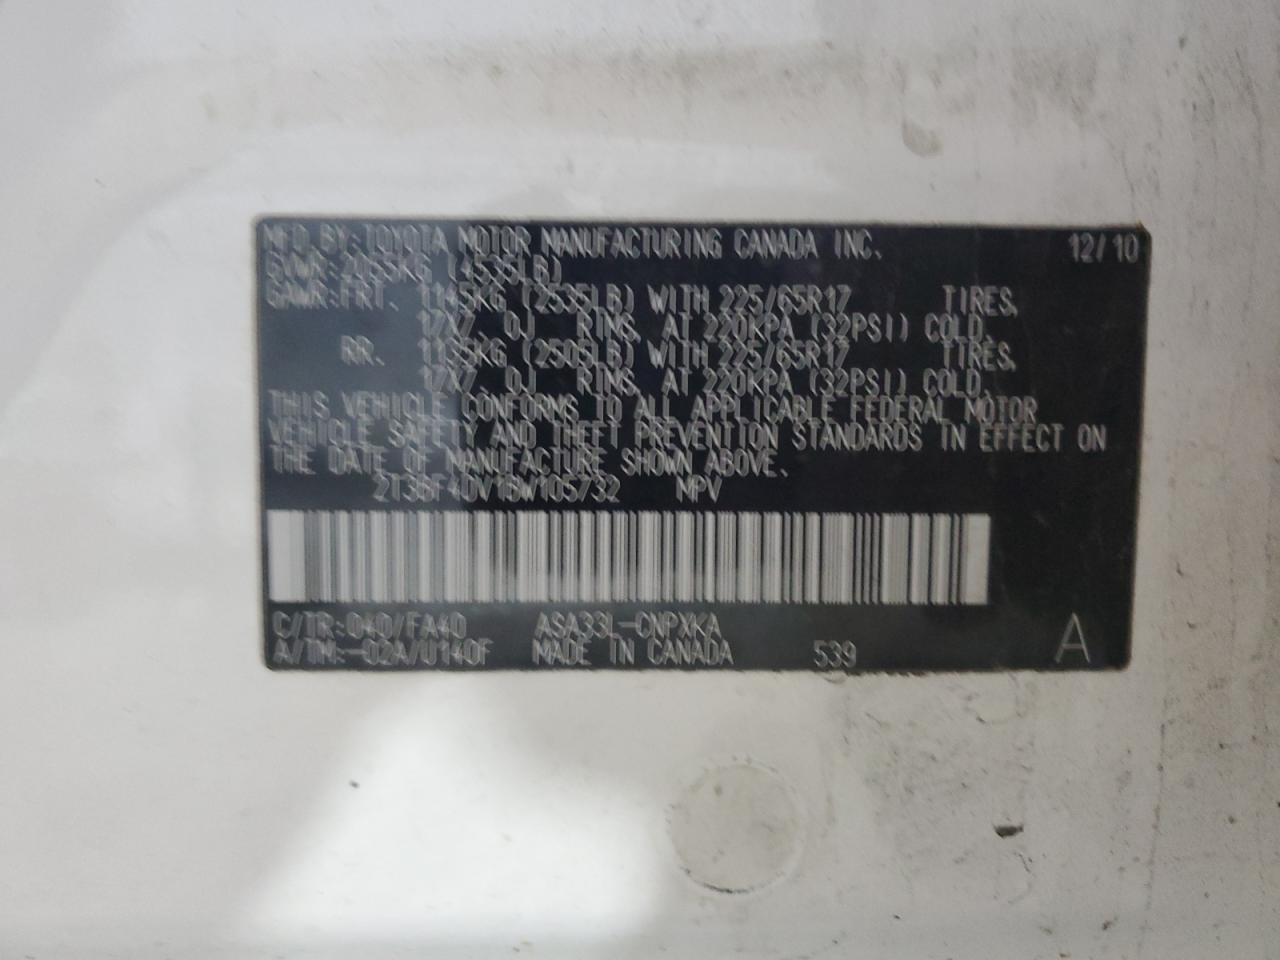 MFD. BY: TOYOTA MOTOR MANUFACTURING CANADA INC. 12/10
GVWR: 2055KG (4535LB)
GAWR: FRT. 1145KG (2535LB) WITH 225/65R17 TIRES,
17X7.0J RIMS, AT 220KPA (32PSI) COLD.
RR. 1135KG (2505LB) WITH 225/65R17 TIRES,
17X7.0J RIMS, AT 220KPA (32PSI) COLD.
THIS VEHICLE CONFORMS TO ALL APPLICABLE FEDERAL MOTOR
VEHICLE SAFETY AND THEFT PREVENTION STANDARDS IN EFFECT ON
THE DATE OF MANUFACTURE SHOWN ABOVE.
2T3BF4DV1BW105732 MPV
C/TR: 040/FA40 ASA33L-CNPXKA
A/TM: -02A/U140F MADE IN CANADA 539 A